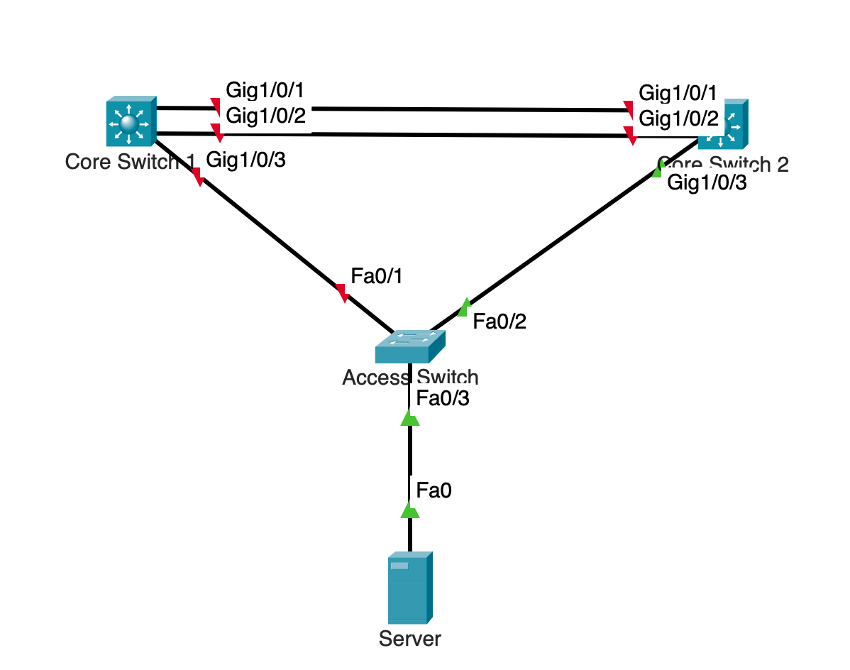 Gig1/0/1
Gig1/0/1
Gig1/0/2
Gig1/0/2
Core Switch 1
Gig1/0/3
Core Switch 2
Gig1/0/3
Fa0/1
Fa0/2
Access Switch
Fa0/3
Fa0
Server